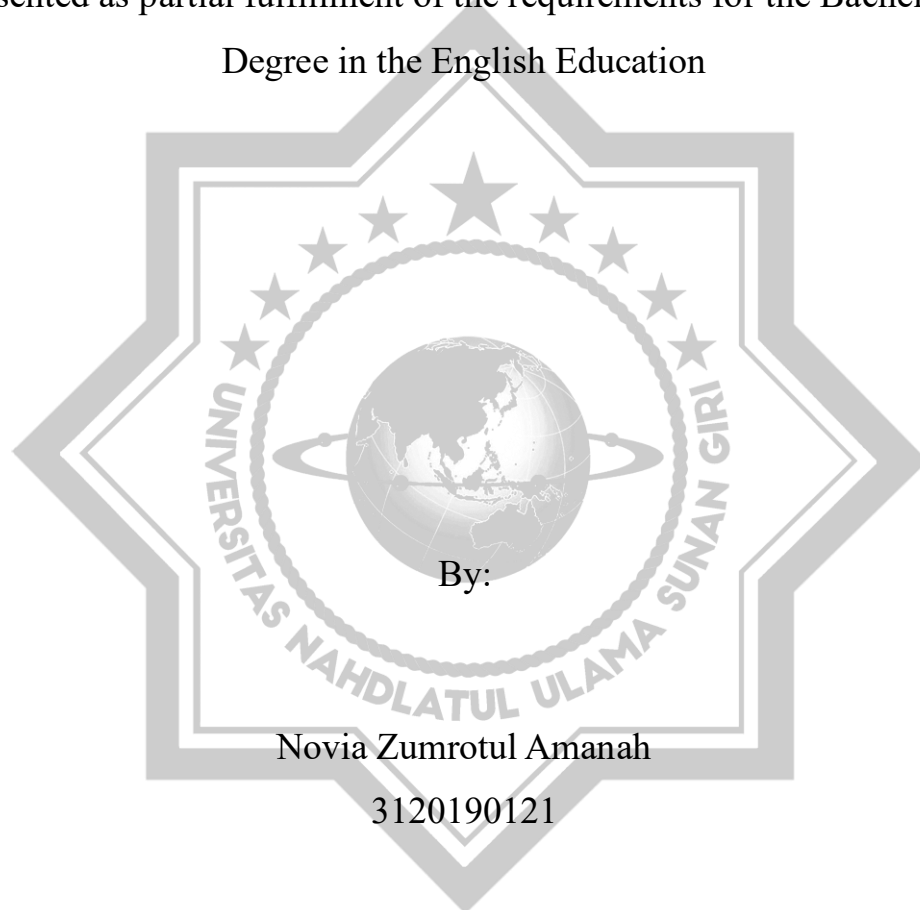 as partial fulfillment of the requirements for the
Degree in the English Education
By:
UNIVERSITAS NAHDLATUL ULAMA SUNAN GIRI
Novia Zumrotul Amanah
3120190121